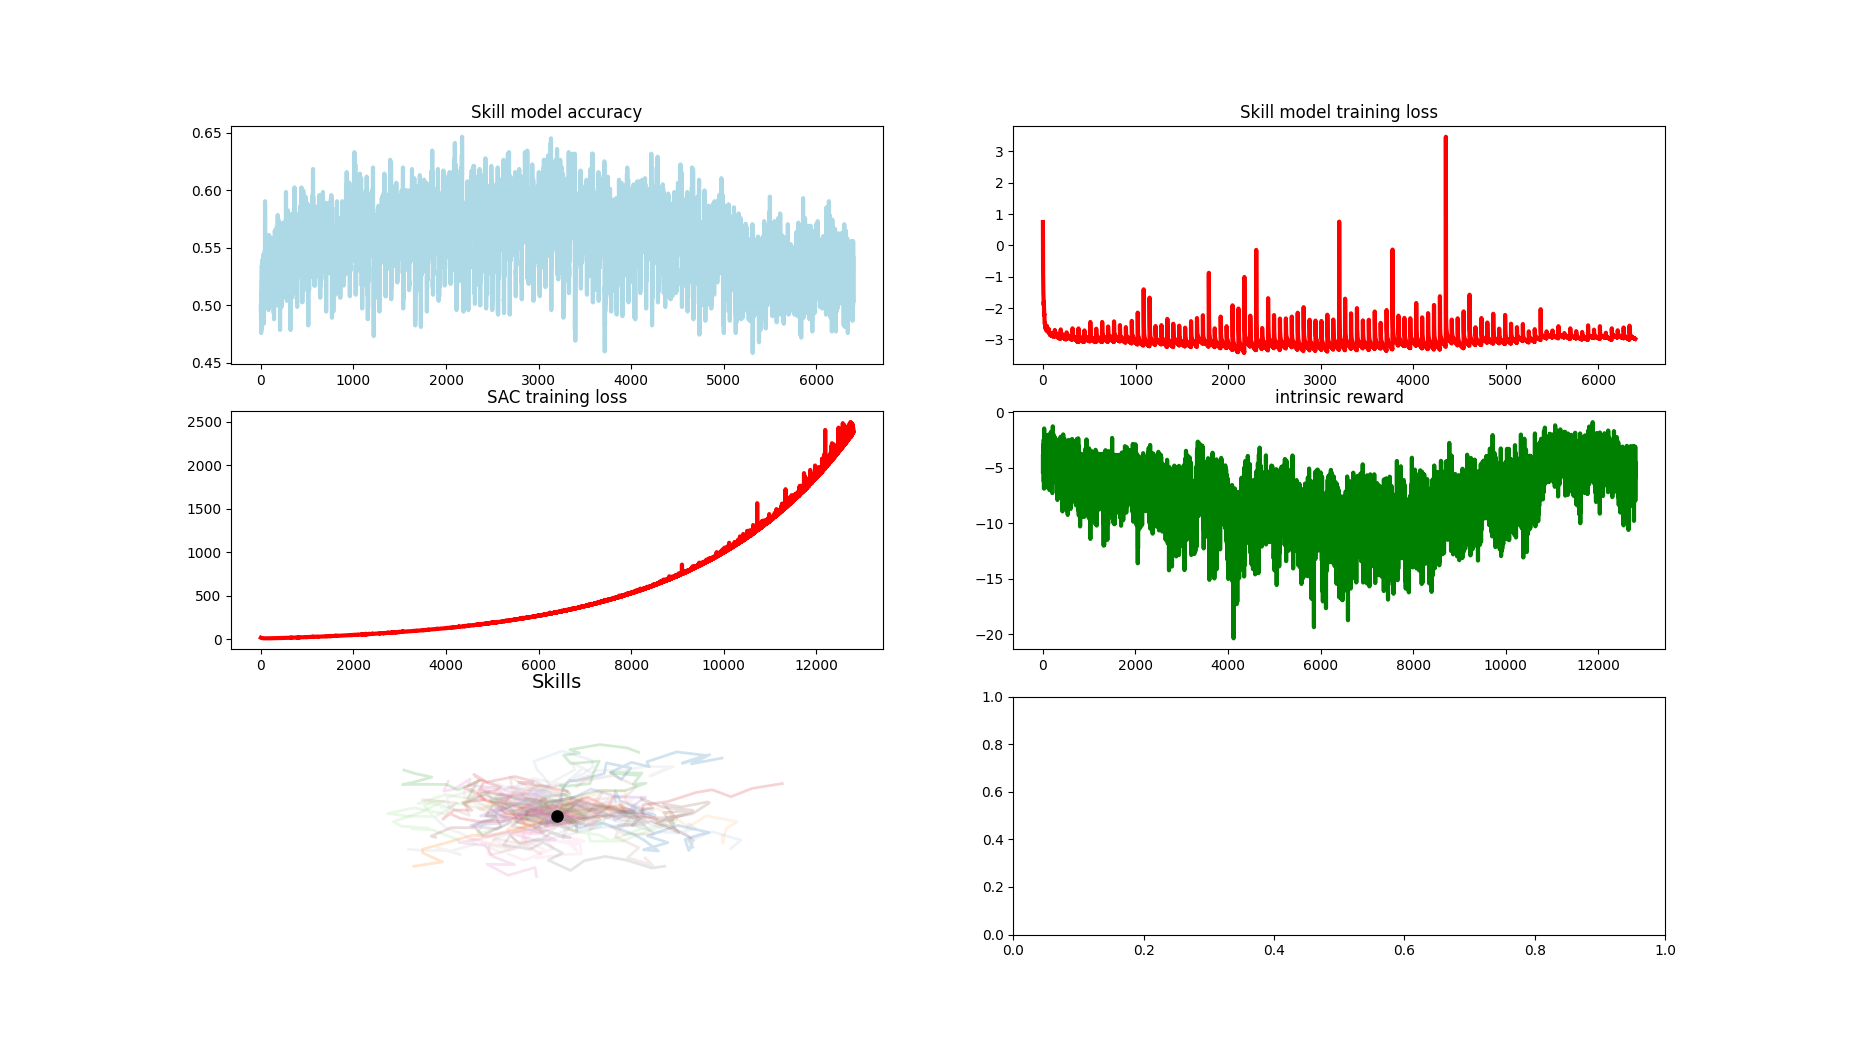 Skill model accuracy
0.65
0.60
0.55
0.50
0.45
0 1000 2000 3000 4000 5000 6000
Skill model training loss
3
2
1
0
−1
−2
−3
0 1000 2000 3000 4000 5000 6000
SAC training loss
2500
2000
1500
1000
500
0
0 2000 4000 6000 8000 10000 12000
intrinsic reward
0
−5
−10
−15
−20
0 2000 4000 6000 8000 10000 12000
Skills
1.0
0.8
0.6
0.4
0.2
0.0
0.0 0.2 0.4 0.6 0.8 1.0